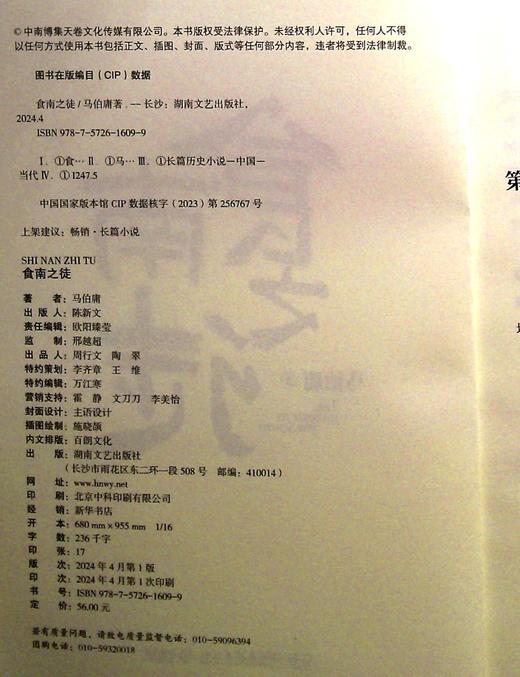 ©中南博集天卷文化传媒有限公司。本书版权受法律保护。未经权利人许可，任何人不得
以任何方式使用本书包括正文、插图、封面、版式等任何部分内容，违者将受到法律制裁。
图书在版编目（CIP）数据
食南之徒 / 马伯庸著．-- 长沙：湖南文艺出版社，
2024.4
ISBN 978-7-5726-1609-9
Ⅰ．①食… Ⅱ．①马… Ⅲ．①长篇历史小说—中国—
当代 Ⅳ．① I247.5
中国国家版本馆 CIP 数据核字（2023）第 256767 号
上架建议：畅销·长篇小说
SHI NAN ZHI TU
食南之徒
著者：马伯庸
出版人：陈新文
责任编辑：欧阳臻莹
监制：邢越超
出品人：周行文 陶翠
特约策划：李齐章 王维
特约编辑：万江寒
营销支持：霍静 文刀刀 李美怡
封面设计：主语设计
插图绘制：施晓颉
内文排版：百朗文化
出版：湖南文艺出版社
（长沙市雨花区东二环一段 508 号 邮编：410014）
网址：www.hnwy.net
印刷：北京中科印刷有限公司
经销：新华书店
开本：680 mm × 955 mm 1/16
字数：236 千字
印张：17
版次：2024 年 4 月第 1 版
印次：2024 年 4 月第 1 次印刷
书号：ISBN 978-7-5726-1609-9
定价：56.00 元
若有质量问题，请致电质量监督电话：010-59096394
团购电话：010-59320018
第